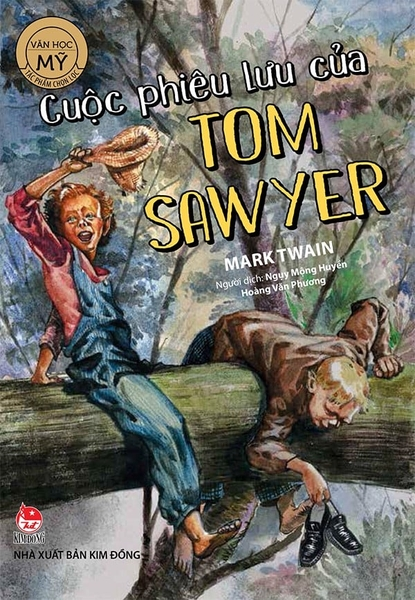 VĂN HỌC
MỸ
TÁC PHẨM CHỌN LỌC
Cuộc phiêu lưu của
TOM
SAWYER
MARK TWAIN
Người dịch: Ngụy Mộng Huyền
Hoàng Văn Phương
KIM ĐỒNG
NHÀ XUẤT BẢN KIM ĐỒNG